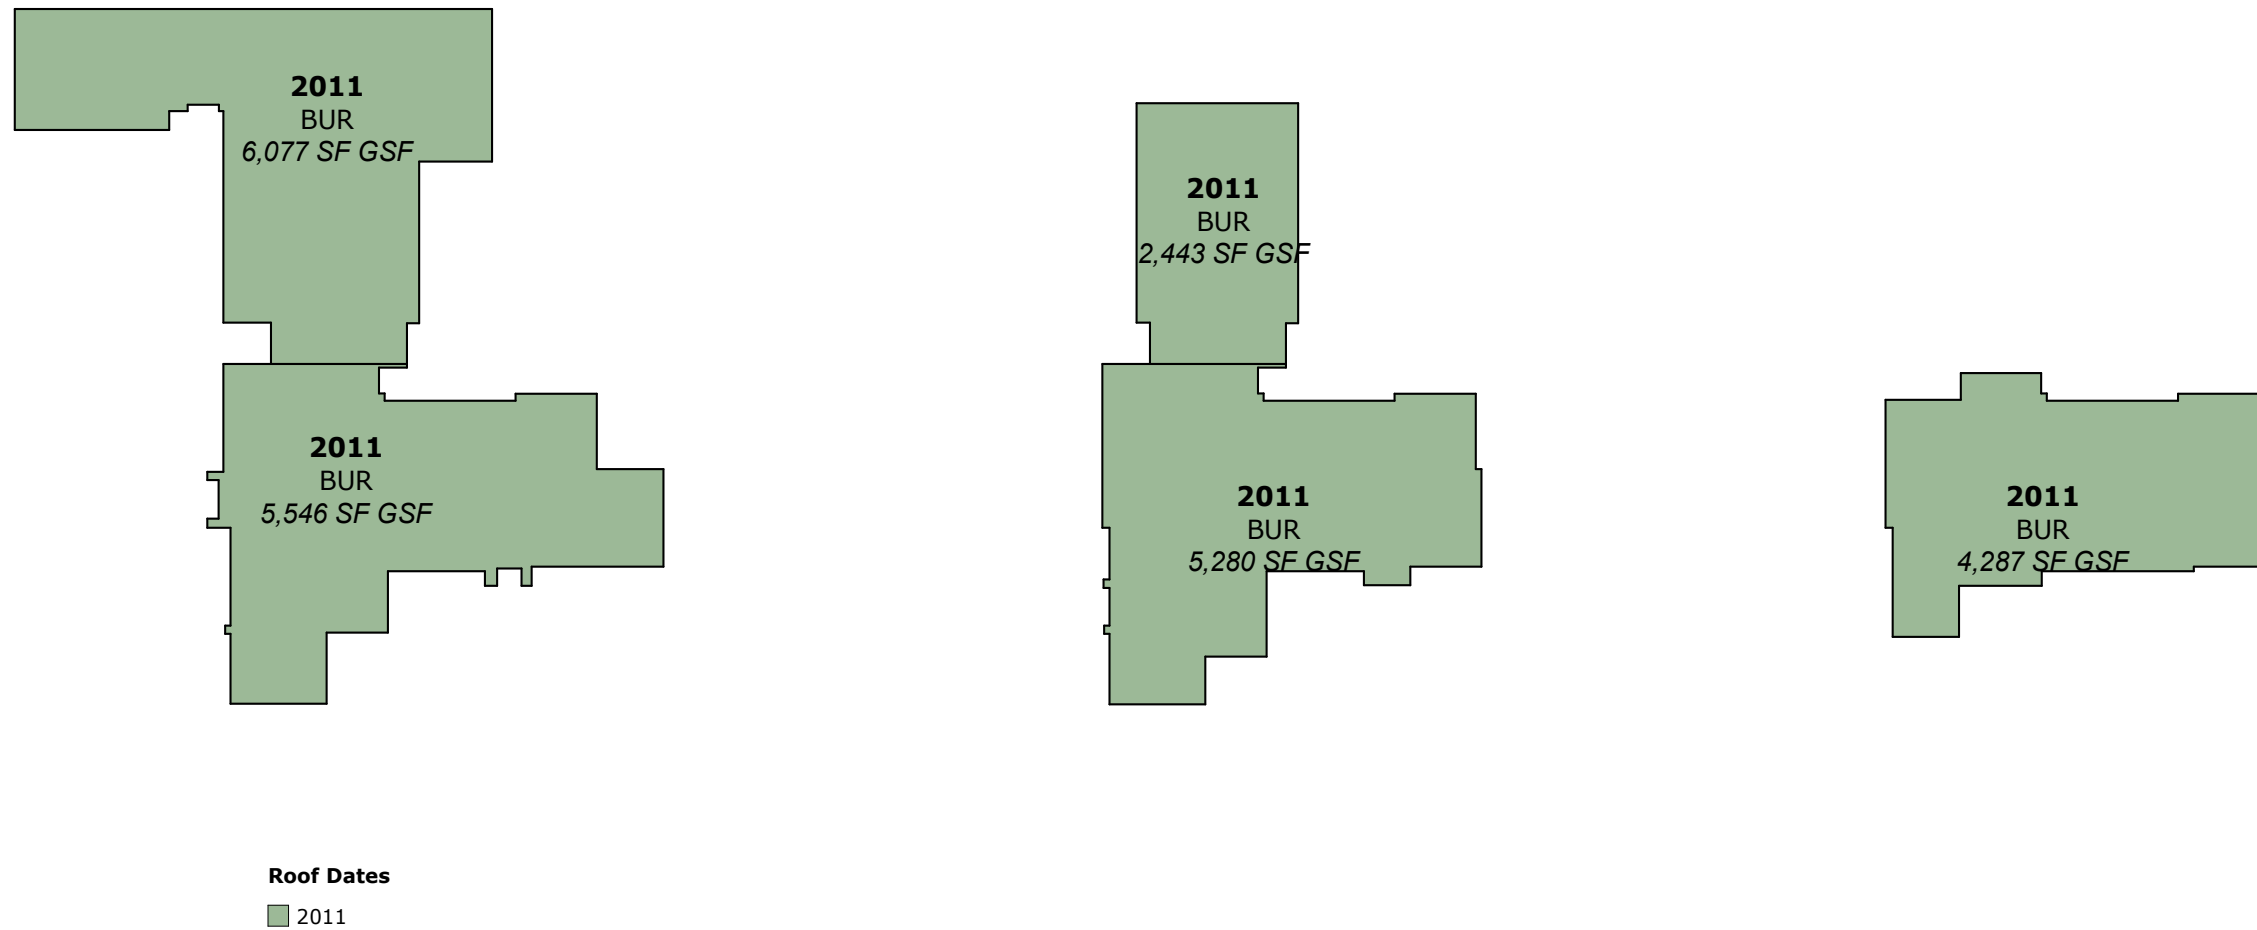 2011
BUR
6,077 SF GSF
2011
BUR
5,546 SF GSF
2011
BUR
2,443 SF GSF
2011
BUR
5,280 SF GSF
2011
BUR
4,287 SF GSF
Roof Dates
2011